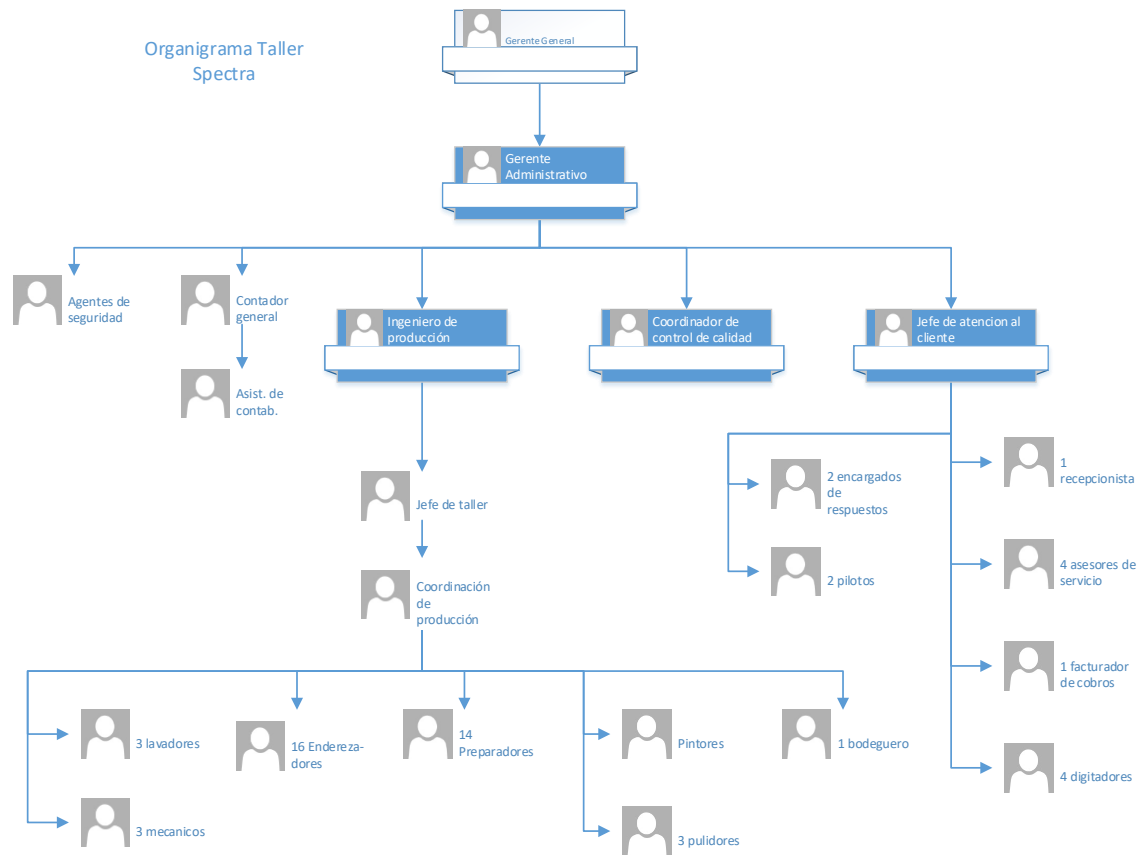 Organigrama Taller
Spectra
Gerente General
Gerente
Administrativo
Agentes de
seguridad
Contador
general
Ingeniero de
producción
Coordinador de
control de calidad
Jefe de atencion al
cliente
Asist. de
contab.
Jefe de taller
2 encargados
de
respuestos
1
recepcionista
Coordinación
de
producción
2 pilotos
4 asesores de
servicio
1 facturador
de cobros
3 lavadores
16 Endereza-
dores
14
Preparadores
Pintores
1 bodeguero
4 digitadores
3 mecanicos
3 pulidores